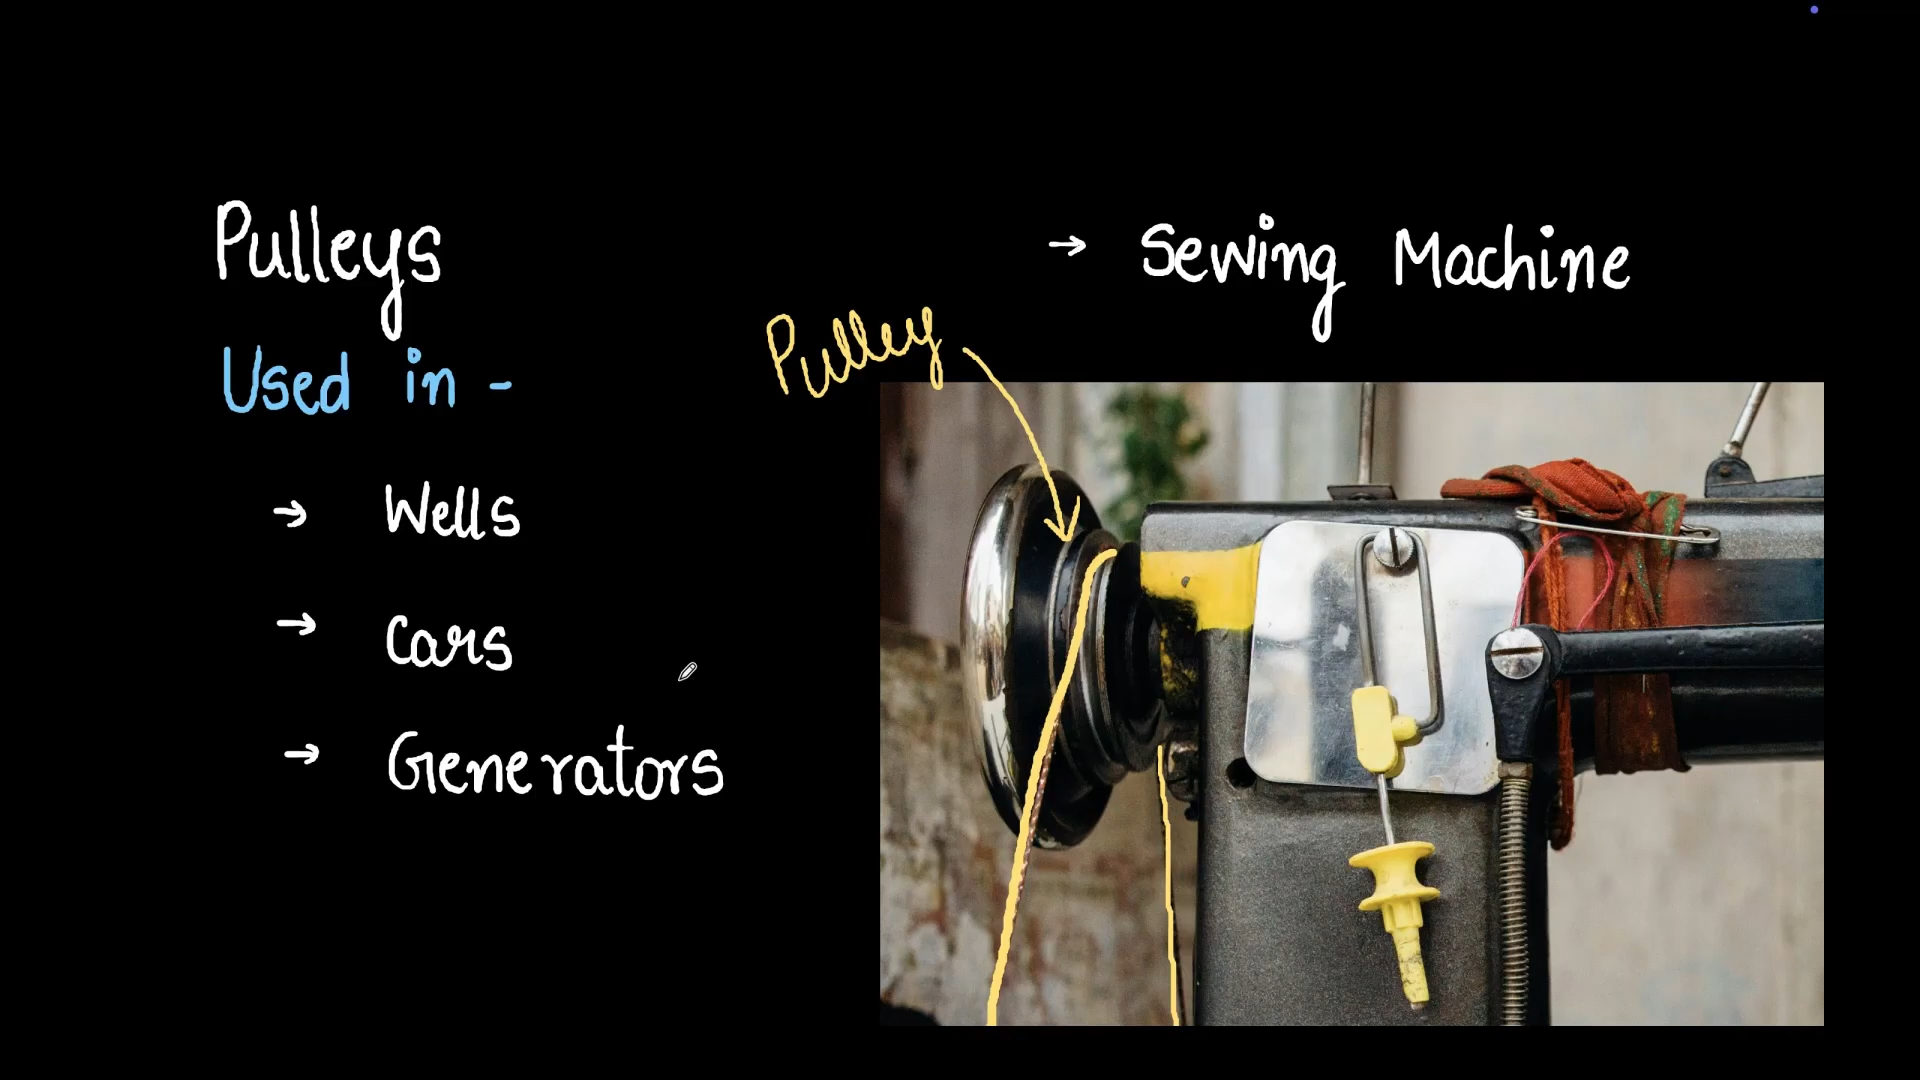 Pulleys
Used in -
→ Wells
→ Cars
→ Generators
→ Sewing Machine
Pulley